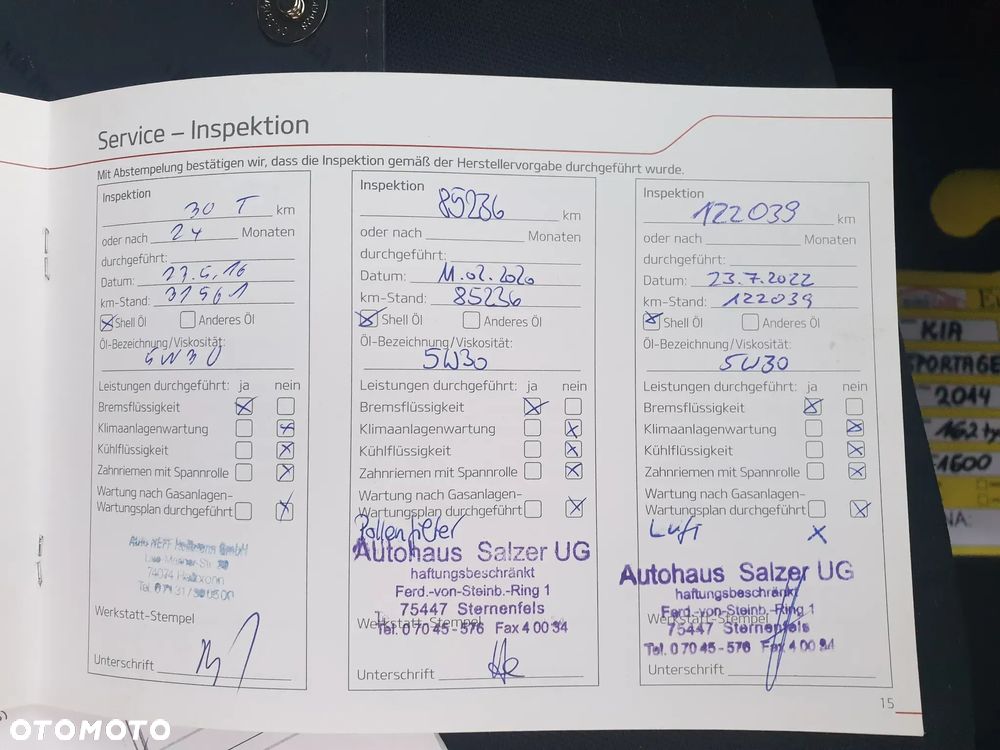 Service – Inspektion
Mit Abstempelung bestätigen wir, dass die Inspektion gemäß der Herstellervorgabe durchgeführt wurde.
Inspektion
30 T km
oder nach 24 Monaten
durchgeführt:
Datum:
km-Stand: 31961
Shell Öl Anderes Öl
Öl-Bezeichnung/Viskosität:
5W30
Leistungen durchgeführt: ja nein
Bremsflüssigkeit
Klimaanlagenwartung
Kühlflüssigkeit
Zahnriemen mit Spannrolle
Wartung nach Gasanlagen-
Wartungsplan durchgeführt
GmbH
74074
Werkstatt-Stempel
Unterschrift
Inspektion
85236 km
oder nach Monaten
durchgeführt:
Datum: 11.02.2020
km-Stand: 85236
Shell Öl Anderes Öl
Öl-Bezeichnung/Viskosität:
5W30
Leistungen durchgeführt: ja nein
Bremsflüssigkeit
Klimaanlagenwartung
Kühlflüssigkeit
Zahnriemen mit Spannrolle
Wartung nach Gasanlagen-
Wartungsplan durchgeführt
Pollenfilter
Autohaus Salzer UG
haftungsbeschränkt
Ferd.-von-Steinb.-Ring 1
75447 Sternenfels
Werkstatt-Stempel
Tel. 0 70 45 - 576 Fax 4 00 34
Unterschrift
Inspektion
122039 km
oder nach Monaten
durchgeführt:
Datum: 23.7.2022
km-Stand: 122039
Shell Öl Anderes Öl
Öl-Bezeichnung/Viskosität:
5W30
Leistungen durchgeführt: ja nein
Bremsflüssigkeit
Klimaanlagenwartung
Kühlflüssigkeit
Zahnriemen mit Spannrolle
Wartung nach Gasanlagen-
Wartungsplan durchgeführt
Luft X
Autohaus Salzer UG
haftungsbeschränkt
Ferd.-von-Steinb.-Ring 1
Werkstatt-Stempel
75447 Sternenfels
Tel. 0 70 45 - 576 Fax 4 00 34
Unterschrift
15
KIA
SPORTAGE
2014
162 ty
1600
NA:
OTOMOTO